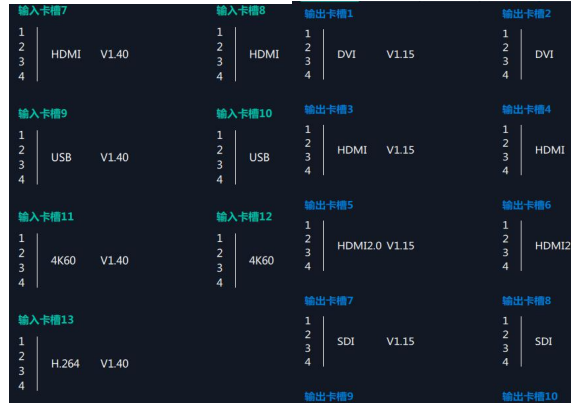 输入卡槽7
1
2
3
4
HDMI V1.40
输入卡槽8
1
2
3
4
HDMI
输入卡槽9
1
2
3
4
USB V1.40
输入卡槽10
1
2
3
4
USB
输入卡槽11
1
2
3
4
4K60 V1.40
输入卡槽12
1
2
3
4
4K60
输入卡槽13
1
2
3
4
H.264 V1.40
输出卡槽1
1
2
3
4
DVI V1.15
输出卡槽2
1
2
3
4
DVI
输出卡槽3
1
2
3
4
HDMI V1.15
输出卡槽4
1
2
3
4
HDMI
输出卡槽5
1
2
3
4
HDMI2.0 V1.15
输出卡槽6
1
2
3
4
HDMI2
输出卡槽7
1
2
3
4
SDI V1.15
输出卡槽8
1
2
3
4
SDI
输出卡槽9
输出卡槽10